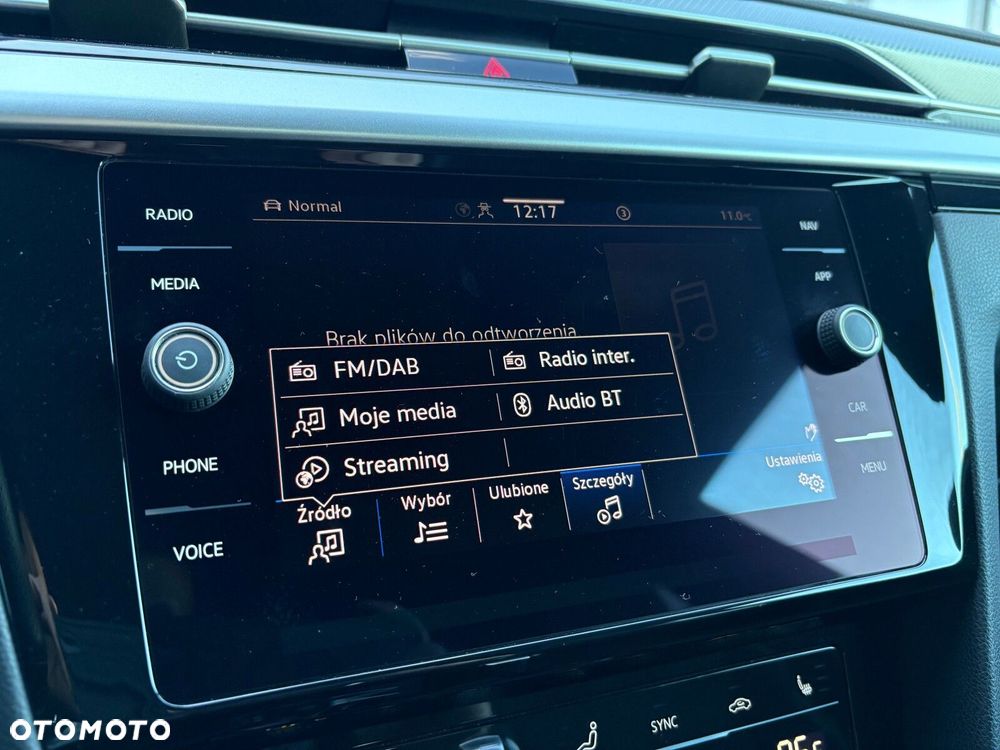 RADIO
Normal
12:17
3
11.0°C
NAV
MEDIA
APP
Brak plików do odtworzenia
FM/DAB
Radio inter.
Moje media
Audio BT
CAR
Streaming
PHONE
Ustawienia
MENU
Źródło
Wybór
Ulubione
Szczegóły
VOICE
SYNC
OTOMOTO